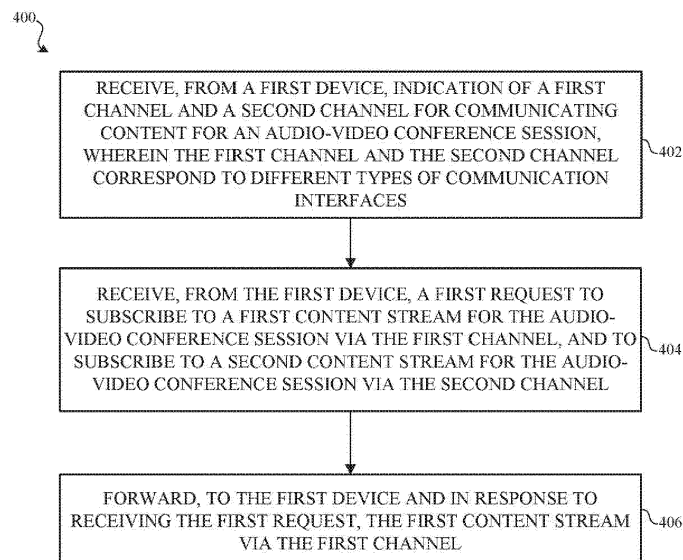 400
RECEIVE, FROM A FIRST DEVICE, INDICATION OF A FIRST
CHANNEL AND A SECOND CHANNEL FOR COMMUNICATING
CONTENT FOR AN AUDIO-VIDEO CONFERENCE SESSION,
WHEREIN THE FIRST CHANNEL AND THE SECOND CHANNEL
CORRESPOND TO DIFFERENT TYPES OF COMMUNICATION
INTERFACES
402
RECEIVE, FROM THE FIRST DEVICE, A FIRST REQUEST TO
SUBSCRIBE TO A FIRST CONTENT STREAM FOR THE AUDIO-
VIDEO CONFERENCE SESSION VIA THE FIRST CHANNEL, AND TO
SUBSCRIBE TO A SECOND CONTENT STREAM FOR THE AUDIO-
VIDEO CONFERENCE SESSION VIA THE SECOND CHANNEL
404
FORWARD, TO THE FIRST DEVICE AND IN RESPONSE TO
RECEIVING THE FIRST REQUEST, THE FIRST CONTENT STREAM
VIA THE FIRST CHANNEL
406